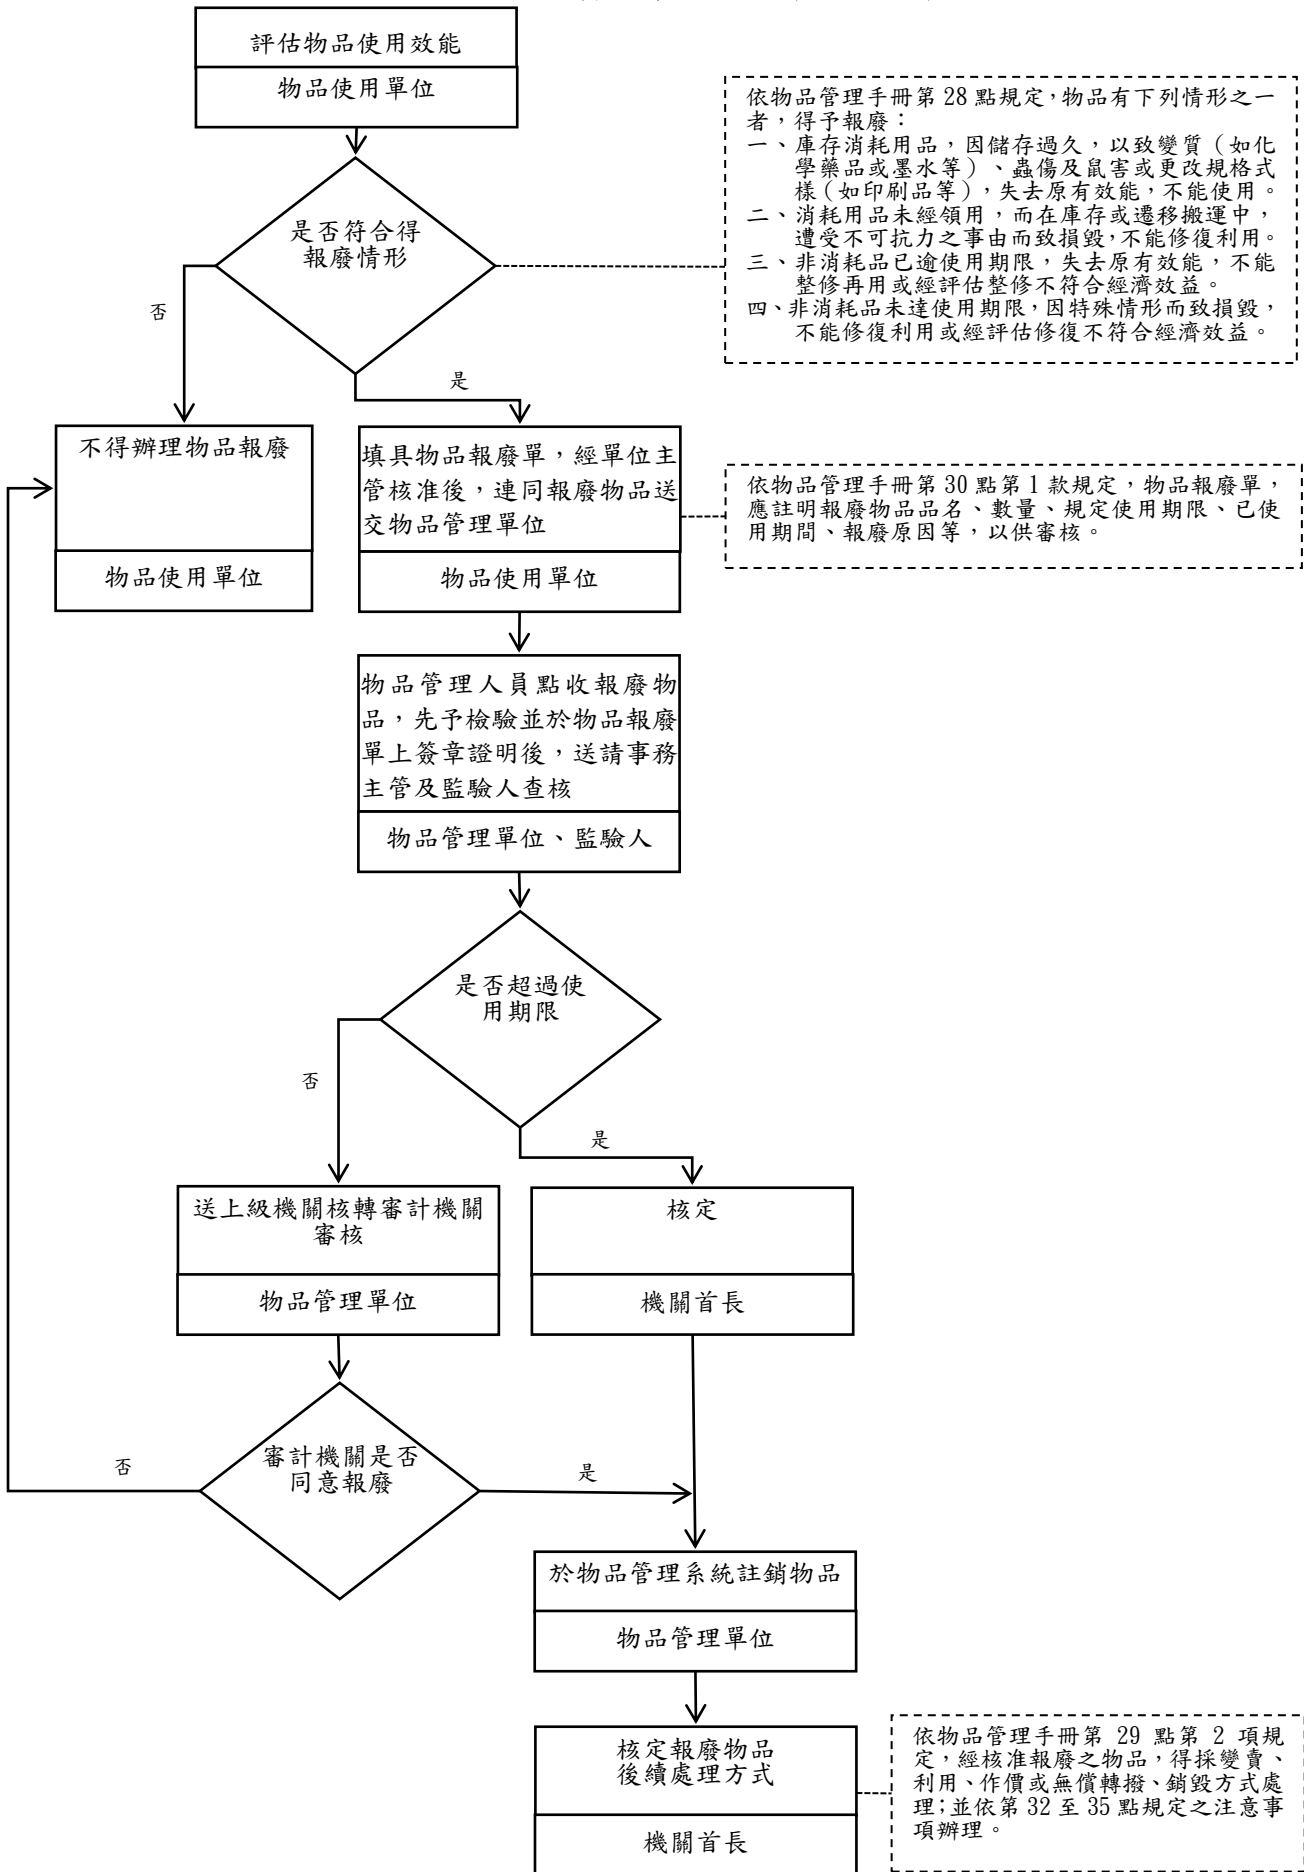 評估物品使用效能
物品使用單位
依物品管理手冊第 28 點規定,物品有下列情形之一
者,得予報廢:
一、庫存消耗用品,因儲存過久,以致變質(如化
學藥品或墨水等)、蟲傷及鼠害或更改規格式
樣(如印刷品等),失去原有效能,不能使用。
二、消耗用品未經領用,而在庫存或遷移搬運中,
遭受不可抗力之事由而致損毀,不能修復利用。
三、非消耗品已逾使用期限,失去原有效能,不能
整修再用或經評估整修不符合經濟效益。
四、非消耗品未達使用期限,因特殊情形而致損毀,
不能修復利用或經評估修復不符合經濟效益。
是否符合得
報廢情形
否
是
不得辦理物品報廢
物品使用單位
填具物品報廢單,經單位主
管核准後,連同報廢物品送
交物品管理單位
物品使用單位
依物品管理手冊第 30 點第 1 款規定,物品報廢單,
應註明報廢物品品名、數量、規定使用期限、已使
用期間、報廢原因等,以供審核。
物品管理人員點收報廢物
品,先予檢驗並於物品報廢
單上簽章證明後,送請事務
主管及監驗人查核
物品管理單位、監驗人
是否超過使
用期限
否
是
送上級機關核轉審計機關
審核
物品管理單位
核定
機關首長
審計機關是否
同意報廢
否
是
於物品管理系統註銷物品
物品管理單位
核定報廢物品
後續處理方式
機關首長
依物品管理手冊第 29 點第 2 項規
定,經核准報廢之物品,得採變賣、
利用、作價或無償轉撥、銷毀方式處
理;並依第 32 至 35 點規定之注意事
項辦理。